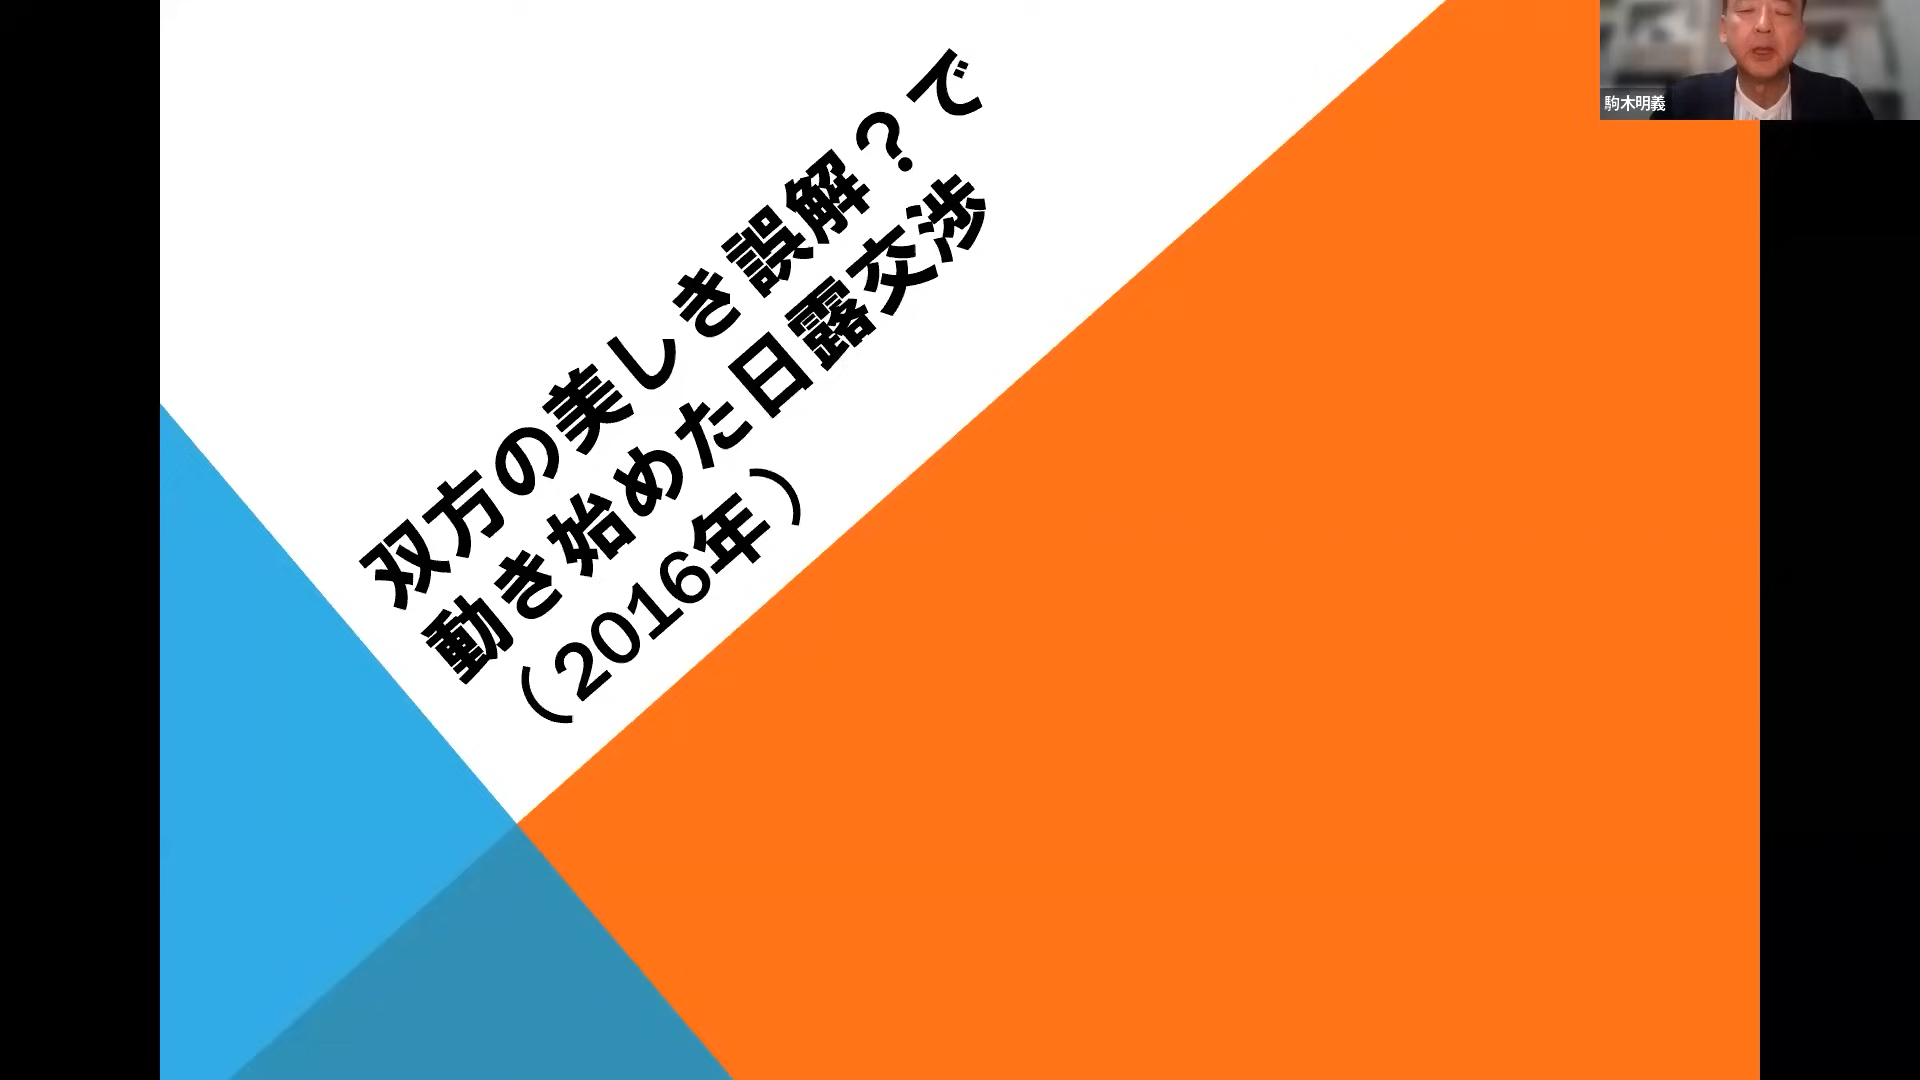 双方の美しき誤解？で
動き始めた日露交渉
（2016年）
駒木明義